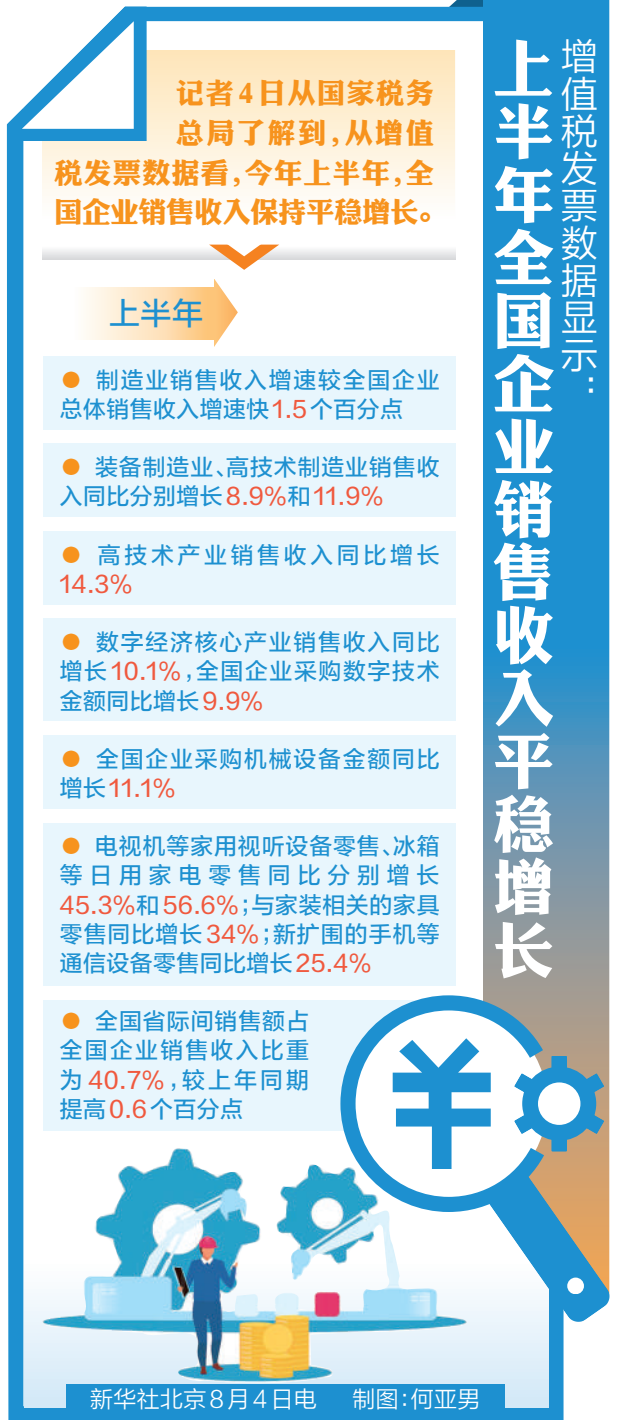 增值税发票数据显示：
上半年全国企业销售收入平稳增长
记者4日从国家税务
总局了解到，从增值
税发票数据看，今年上半年，全
国企业销售收入保持平稳增长。
上半年
● 制造业销售收入增速较全国企业
总体销售收入增速快1.5个百分点
● 装备制造业、高技术制造业销售收
入同比分别增长8.9%和11.9%
● 高技术产业销售收入同比增长
14.3%
● 数字经济核心产业销售收入同比
增长10.1%，全国企业采购数字技术
金额同比增长9.9%
● 全国企业采购机械设备金额同比
增长11.1%
● 电视机等家用视听设备零售、冰箱
等日用家电零售同比分别增长
45.3%和56.6%；与家装相关的家具
零售同比增长34%；新扩围的手机等
通信设备零售同比增长25.4%
● 全国省际间销售额占
全国企业销售收入比重
为40.7%，较上年同期
提高0.6个百分点
¥
新华社北京8月4日电 制图：何亚男